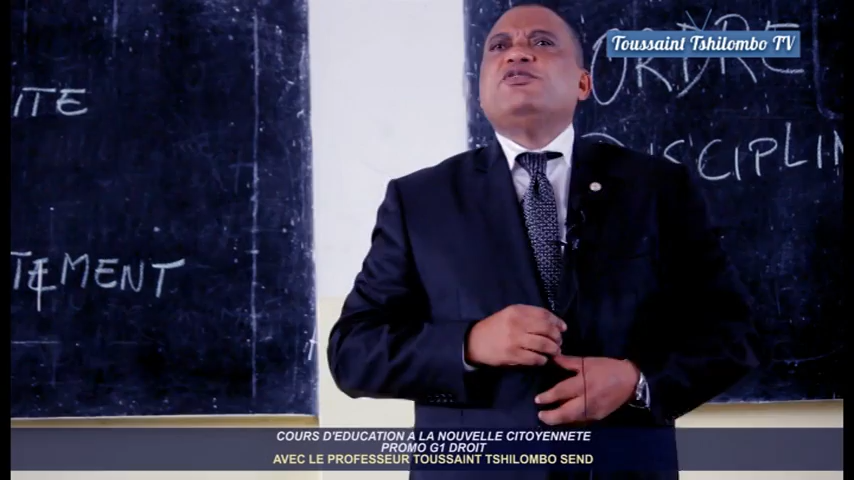 Toussaint Tshilombo TV
ITE
ORDRE
DISCIPLIN
TEMENT
COURS D'EDUCATION A LA NOUVELLE CITOYENNETE
PROMO G1 DROIT
AVEC LE PROFESSEUR TOUSSAINT TSHILOMBO SEND